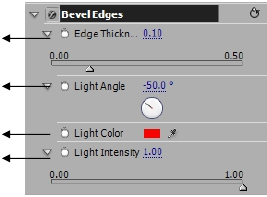 Bevel Edges
Edge Thickn... 0.10
0.00 0.50
Light Angle -50.0 °
Light Color
Light Intensity 1.00
0.00 1.00